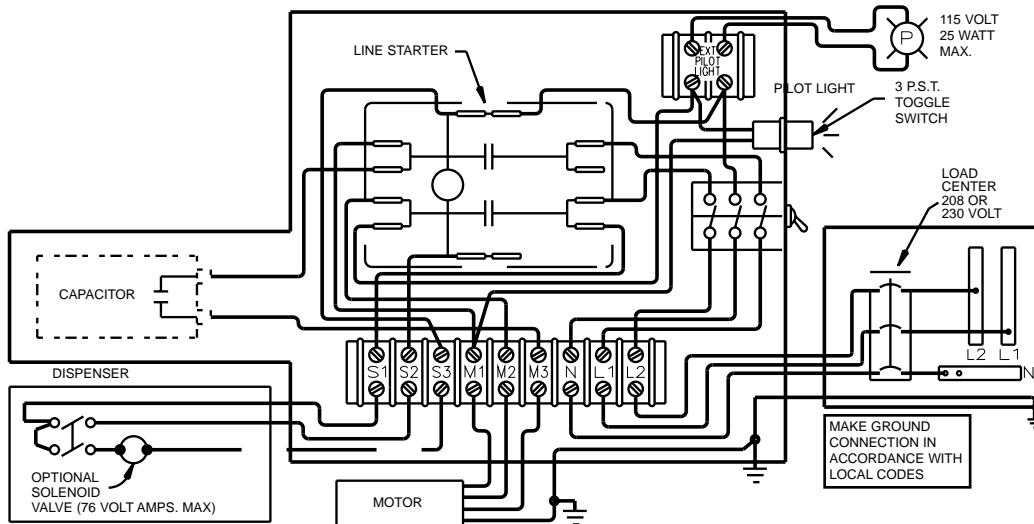 115 VOLT
25 WATT
MAX.
P
EXT
PILOT
LIGHT
LINE STARTER
PILOT LIGHT
3 P.S.T.
TOGGLE
SWITCH
LOAD
CENTER
208 OR
230 VOLT
CAPACITOR
L2 L1
N
S1 S2 S3 M1 M2 M3 N L1 L2
DISPENSER
OPTIONAL
SOLENOID
VALVE (76 VOLT AMPS. MAX)
MOTOR
MAKE GROUND
CONNECTION IN
ACCORDANCE WITH
LOCAL CODES